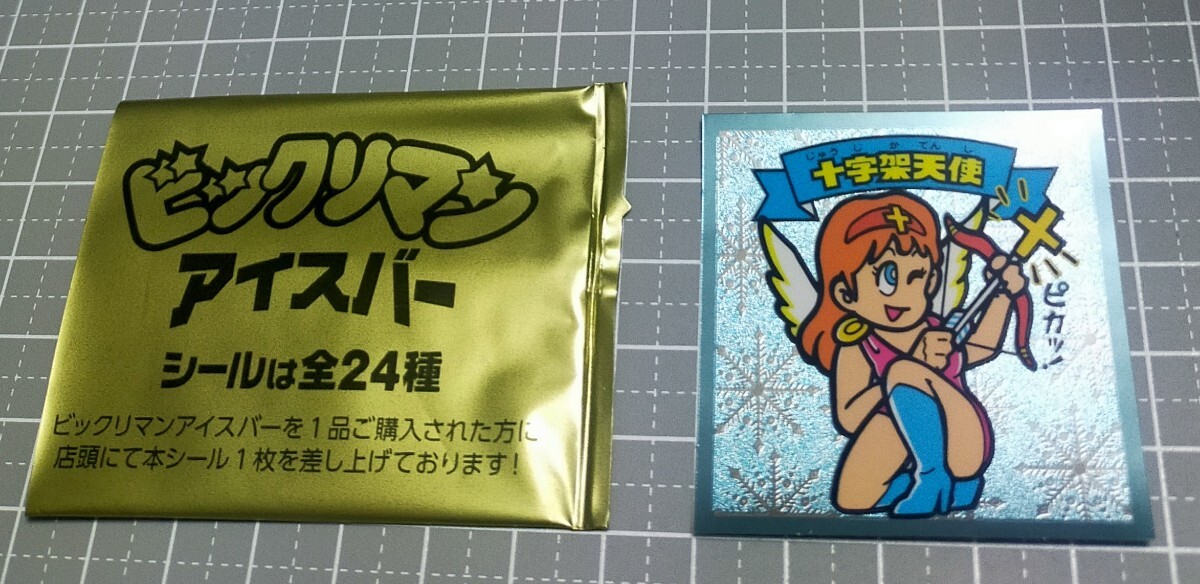 ビックリマン
アイスバー
シールは全24種
ビックリマンアイスバーを1品ご購入された方に
店頭にて本シール1枚を差し上げております!
じゅうじかてんし
十字架天使
ピカッ!